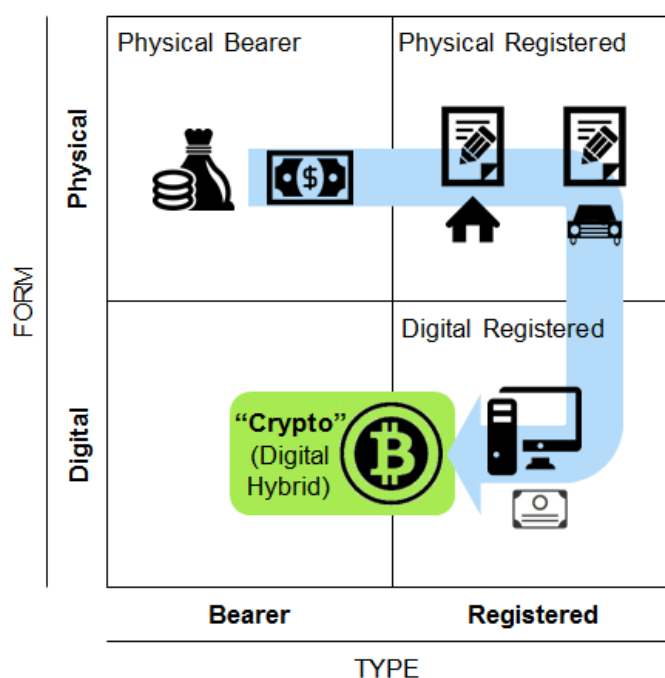 Physical Bearer
Physical Registered
FORM
Physical
$
Digital Registered
Digital
“Crypto”
(Digital
Hybrid)
Bearer
Registered
TYPE